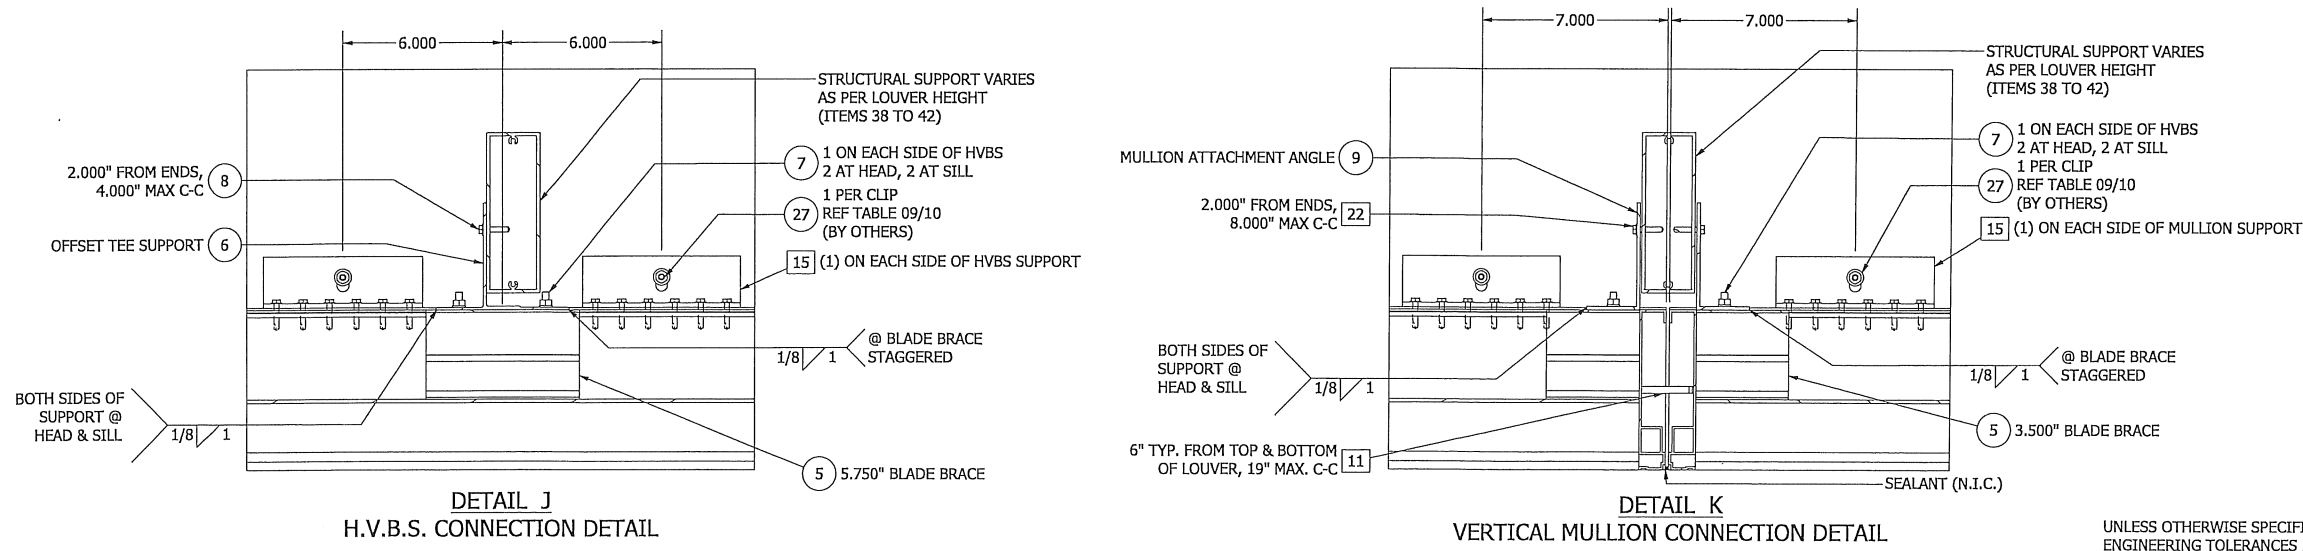 6.000
6.000
STRUCTURAL SUPPORT VARIES
AS PER LOUVER HEIGHT
(ITEMS 38 TO 42)
2.000" FROM ENDS,
4.000" MAX C-C
8
7
1 ON EACH SIDE OF HVBS
2 AT HEAD, 2 AT SILL
27
1 PER CLIP
REF TABLE 09/10
(BY OTHERS)
OFFSET TEE SUPPORT
6
15
(1) ON EACH SIDE OF HVBS SUPPORT
1/8
1
@ BLADE BRACE
STAGGERED
BOTH SIDES OF
SUPPORT @
HEAD & SILL
1/8
1
5
5.750" BLADE BRACE
DETAIL J
H.V.B.S. CONNECTION DETAIL
7.000
7.000
STRUCTURAL SUPPORT VARIES
AS PER LOUVER HEIGHT
(ITEMS 38 TO 42)
MULLION ATTACHMENT ANGLE
9
7
1 ON EACH SIDE OF HVBS
2 AT HEAD, 2 AT SILL
27
1 PER CLIP
REF TABLE 09/10
(BY OTHERS)
2.000" FROM ENDS,
8.000" MAX C-C
22
15
(1) ON EACH SIDE OF MULLION SUPPORT
BOTH SIDES OF
SUPPORT @
HEAD & SILL
1/8
1
1/8
1
@ BLADE BRACE
STAGGERED
5
3.500" BLADE BRACE
6" TYP. FROM TOP & BOTTOM
OF LOUVER, 19" MAX. C-C
11
SEALANT (N.I.C.)
DETAIL K
VERTICAL MULLION CONNECTION DETAIL
UNLESS OTHERWISE SPECIF
ENGINEERING TOLERANCES